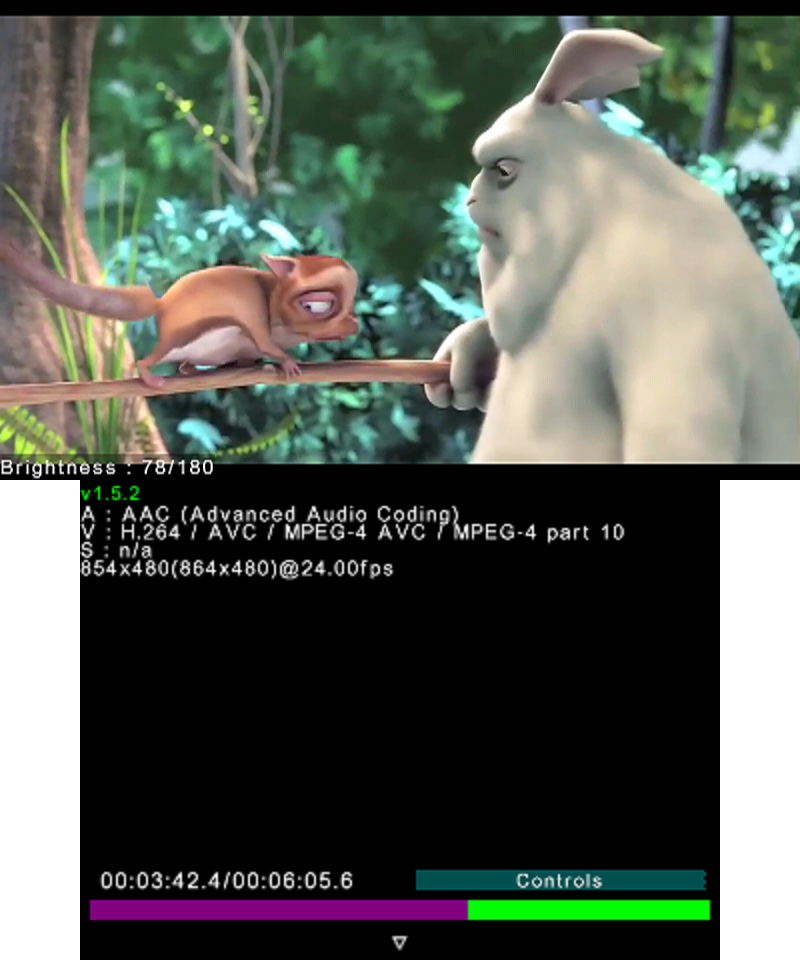 Brightness : 78/180
v1.5.2
A : AAC (Advanced Audio Coding)
V : H.264 / AVC / MPEG-4 AVC / MPEG-4 part 10
S : n/a
854x480(864x480)@24.00fps
00:03:42.4/00:06:05.6
Controls